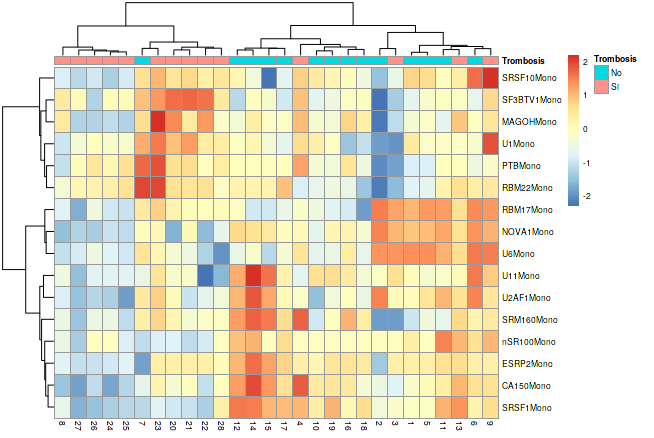 Trombosis
SRSF10Mono
SF3BTV1Mono
MAGOHMono
U1Mono
PTBMono
RBM22Mono
RBM17Mono
NOVA1Mono
U6Mono
U11Mono
U2AF1Mono
SRM160Mono
nSR100Mono
ESRP2Mono
CA150Mono
SRSF1Mono
8 27 26 24 25 7 23 20 21 22 28 12 14 15 17 4 10 19 16 18 2 3 1 5 11 13 6 9
2
1
0
-1
-2
Trombosis
No
SI